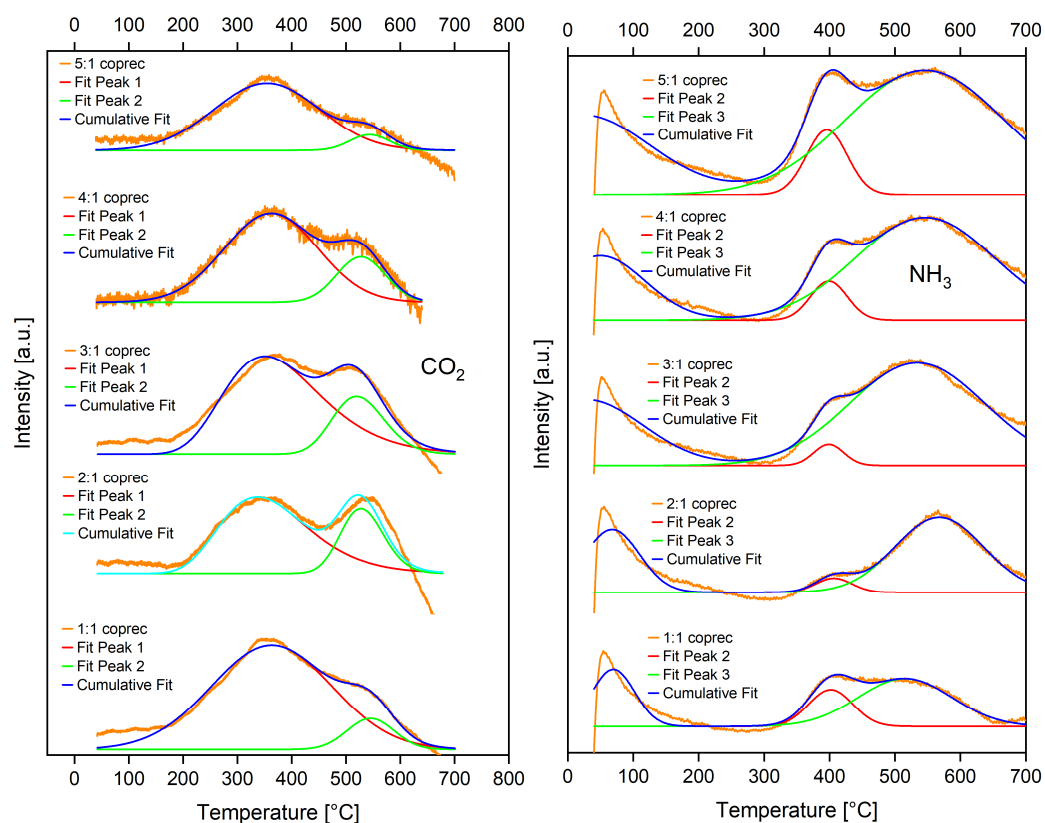 0 100 200 300 400 500 600 700 800
5:1 coprec
Fit Peak 1
Fit Peak 2
Cumulative Fit
4:1 coprec
Fit Peak 1
Fit Peak 2
Cumulative Fit
3:1 coprec
Fit Peak 1
Fit Peak 2
Cumulative Fit
CO2
2:1 coprec
Fit Peak 1
Fit Peak 2
Cumulative Fit
1:1 coprec
Fit Peak 1
Fit Peak 2
Cumulative Fit
Intensity [a.u.]
0 100 200 300 400 500 600 700 800
Temperature [°C]
0 100 200 300 400 500 600 700
5:1 coprec
Fit Peak 2
Fit Peak 3
Cumulative Fit
4:1 coprec
Fit Peak 2
Fit Peak 3
Cumulative Fit
NH3
3:1 coprec
Fit Peak 2
Fit Peak 3
Cumulative Fit
2:1 coprec
Fit Peak 2
Fit Peak 3
Cumulative Fit
1:1 coprec
Fit Peak 2
Fit Peak 3
Cumulative Fit
Intensity [a.u.]
0 100 200 300 400 500 600 700
Temperature [°C]